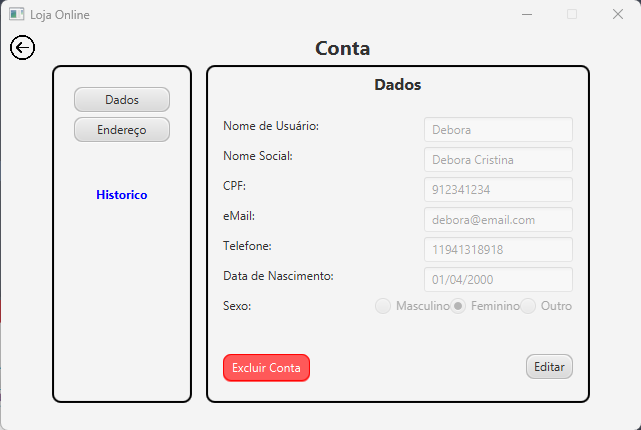 Loja Online
Conta
Dados
Endereço
Historico
Dados
Nome de Usuário: Debora
Nome Social: Debora Cristina
CPF: 912341234
eMail: debora@email.com
Telefone: 11941318918
Data de Nascimento: 01/04/2000
Sexo: Masculino Feminino Outro
Excluir Conta Editar